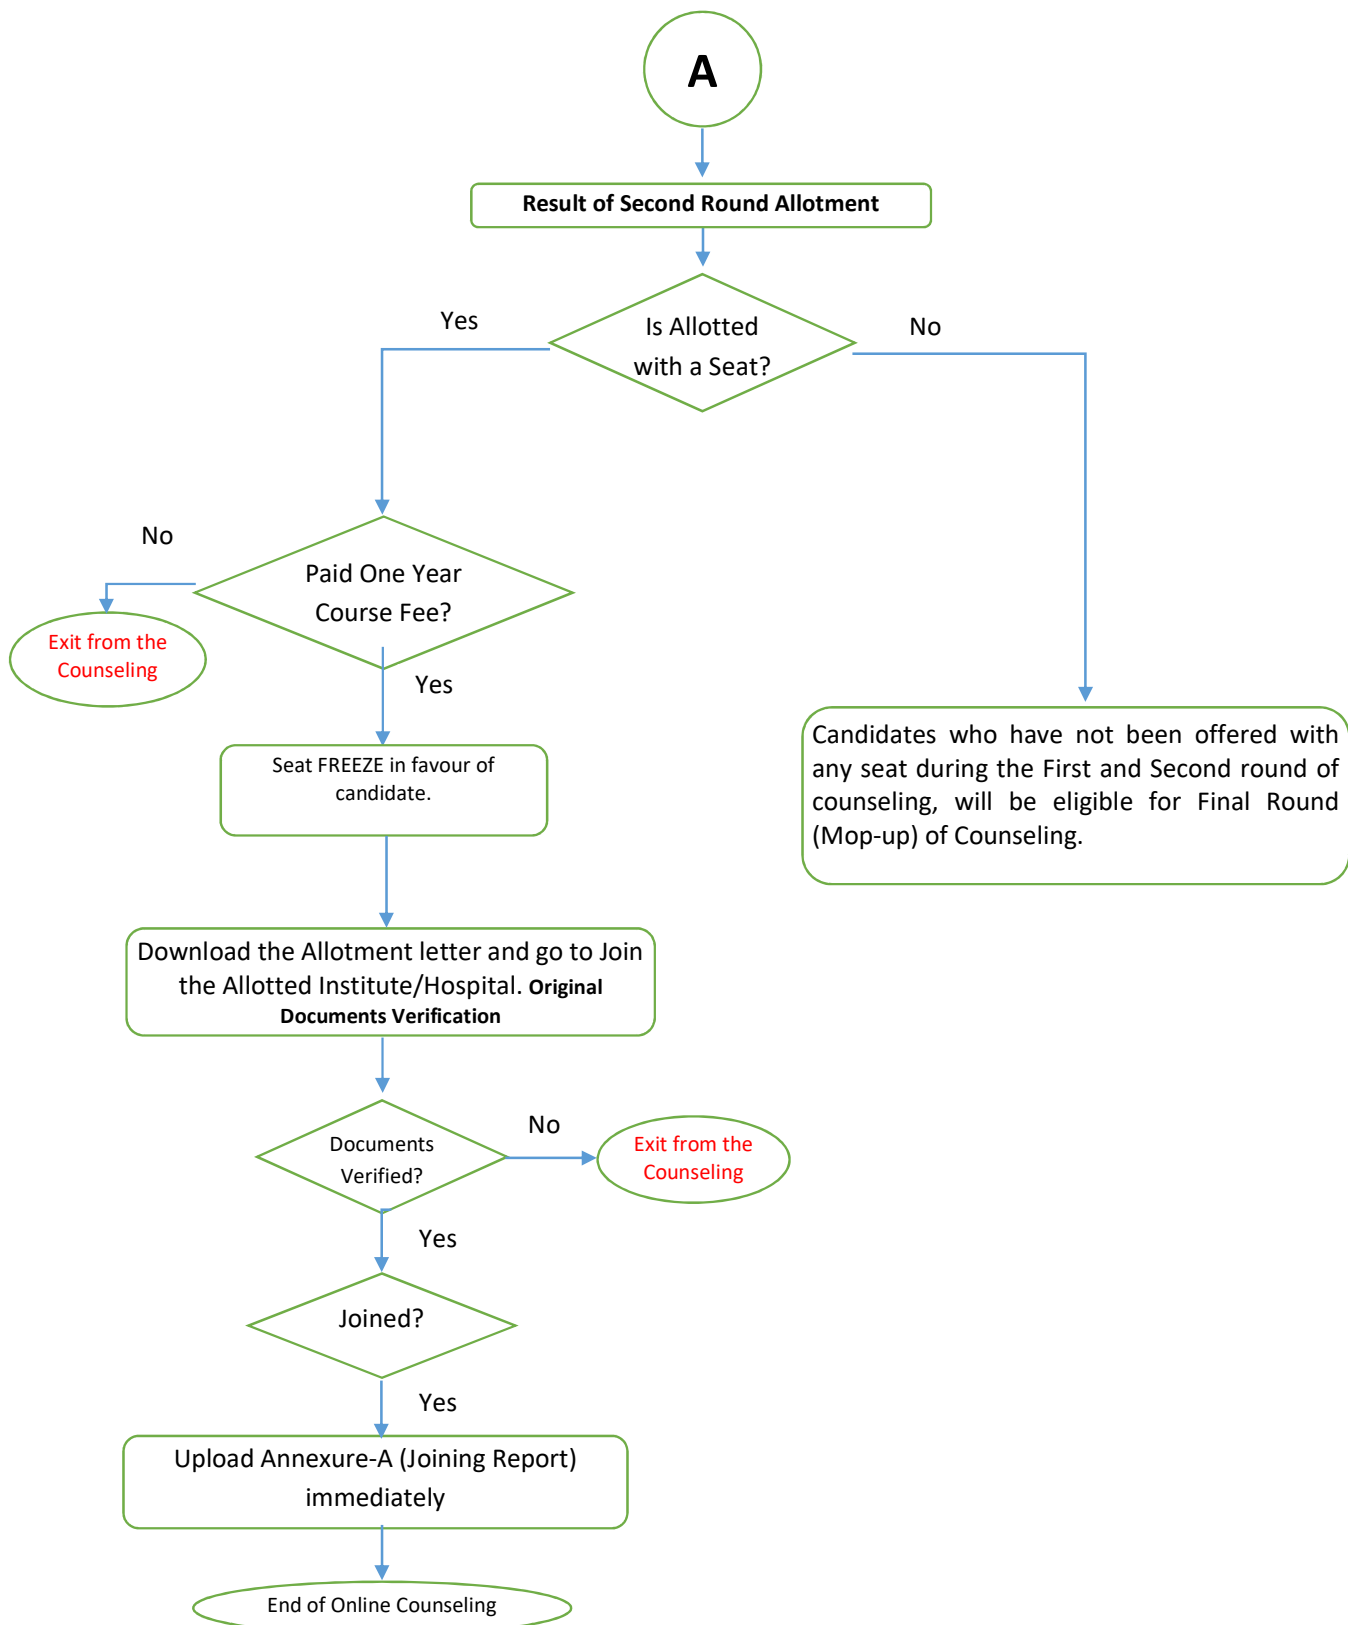 A
Result of Second Round Allotment
Is Allotted
with a Seat?
Yes
No
No
Paid One Year
Course Fee?
Exit from the
Counseling
Yes
Candidates who have not been offered with
any seat during the First and Second round of
counseling, will be eligible for Final Round
(Mop-up) of Counseling.
Seat FREEZE in favour of
candidate.
Download the Allotment letter and go to Join
the Allotted Institute/Hospital. Original
Documents Verification
Documents
Verified?
No
Exit from the
Counseling
Yes
Joined?
Yes
Upload Annexure-A (Joining Report)
immediately
End of Online Counseling